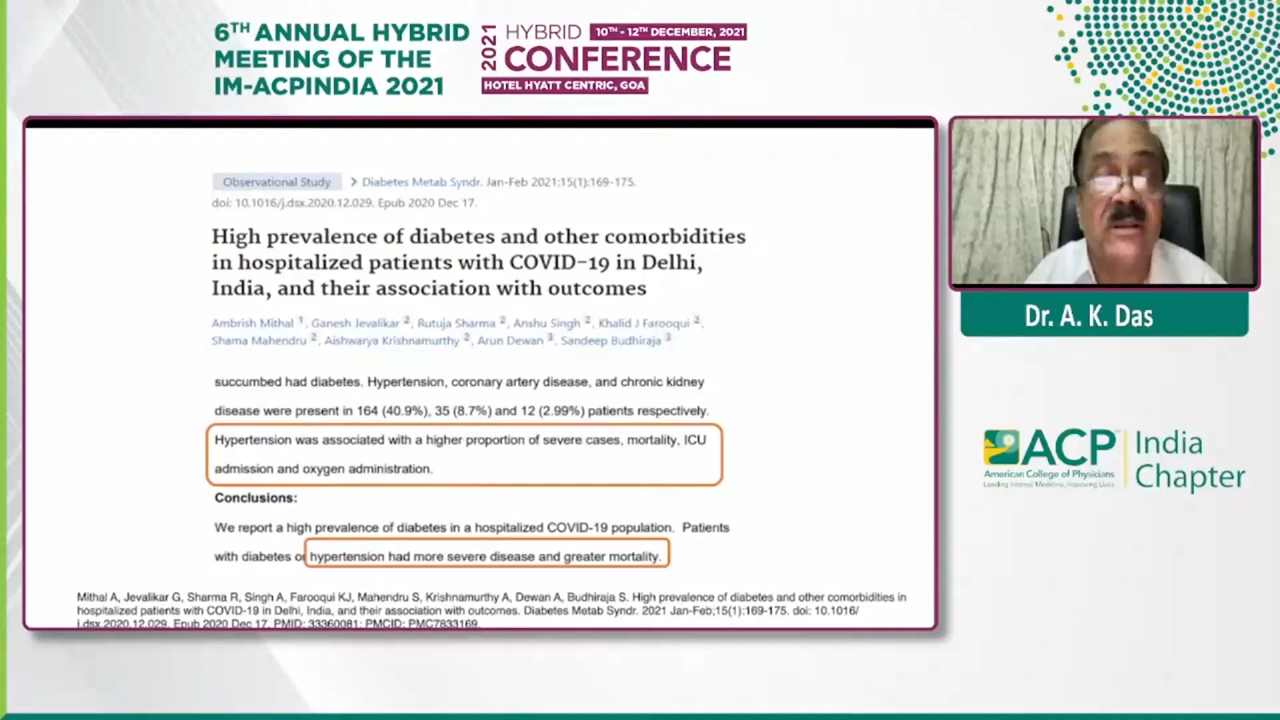 6TH ANNUAL HYBRID
MEETING OF THE
IM-ACPINDIA 2021
2021
HYBRID 10TH - 12TH DECEMBER, 2021
CONFERENCE
HOTEL HYATT CENTRIC, GOA
Observational Study > Diabetes Metab Syndr. Jan-Feb 2021;15(1):169-175.
doi: 10.1016/j.dsx.2020.12.029. Epub 2020 Dec 17.
High prevalence of diabetes and other comorbidities
in hospitalized patients with COVID-19 in Delhi,
India, and their association with outcomes
Ambrish Mithal 1, Ganesh Jevalikar 2, Rutuja Sharma 2, Anshu Singh 2, Khalid J Farooqui 2,
Shama Mahendru 2, Aishwarya Krishnamurthy 2, Arun Dewan 3, Sandeep Budhiraja 3
succumbed had diabetes. Hypertension, coronary artery disease, and chronic kidney
disease were present in 164 (40.9%), 35 (8.7%) and 12 (2.99%) patients respectively.
Hypertension was associated with a higher proportion of severe cases, mortality, ICU
admission and oxygen administration.
Conclusions:
We report a high prevalence of diabetes in a hospitalized COVID-19 population. Patients
with diabetes or hypertension had more severe disease and greater mortality.
Mithal A, Jevalikar G, Sharma R, Singh A, Farooqui KJ, Mahendru S, Krishnamurthy A, Dewan A, Budhiraja S. High prevalence of diabetes and other comorbidities in
hospitalized patients with COVID-19 in Delhi, India, and their association with outcomes. Diabetes Metab Syndr. 2021 Jan-Feb;15(1):169-175. doi: 10.1016/
j.dsx.2020.12.029. Epub 2020 Dec 17. PMID: 33360081; PMCID: PMC7833169.
Dr. A. K. Das
ACP
American College of Physicians
Leading Internal Medicine, Improving Lives
India
Chapter